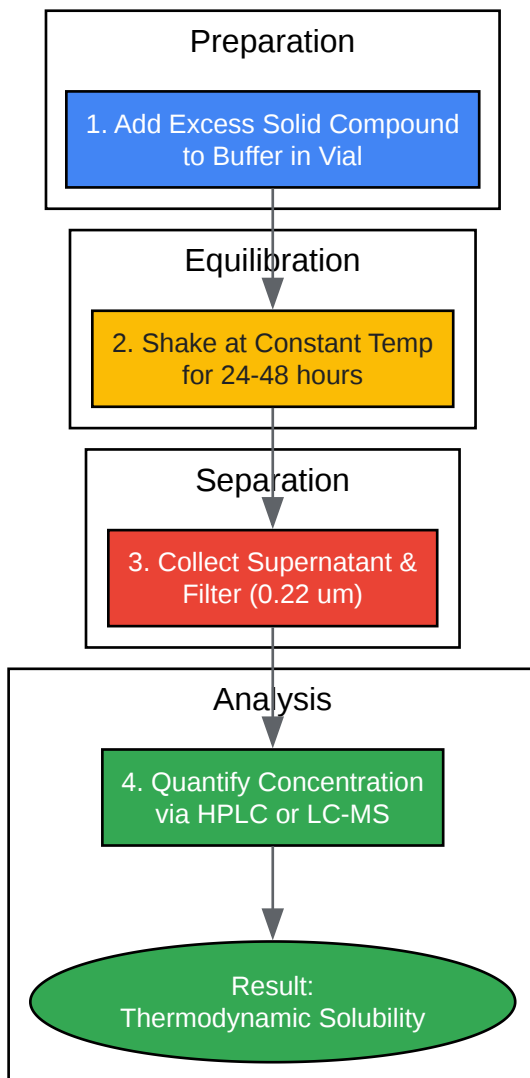 Preparation
1. Add Excess Solid Compound
to Buffer in Vial
Equilibration
2. Shake at Constant Temp
for 24-48 hours
Separation
3. Collect Supernatant &
Filter (0.22 um)
Analysis
4. Quantify Concentration
via HPLC or LC-MS
Result:
Thermodynamic Solubility